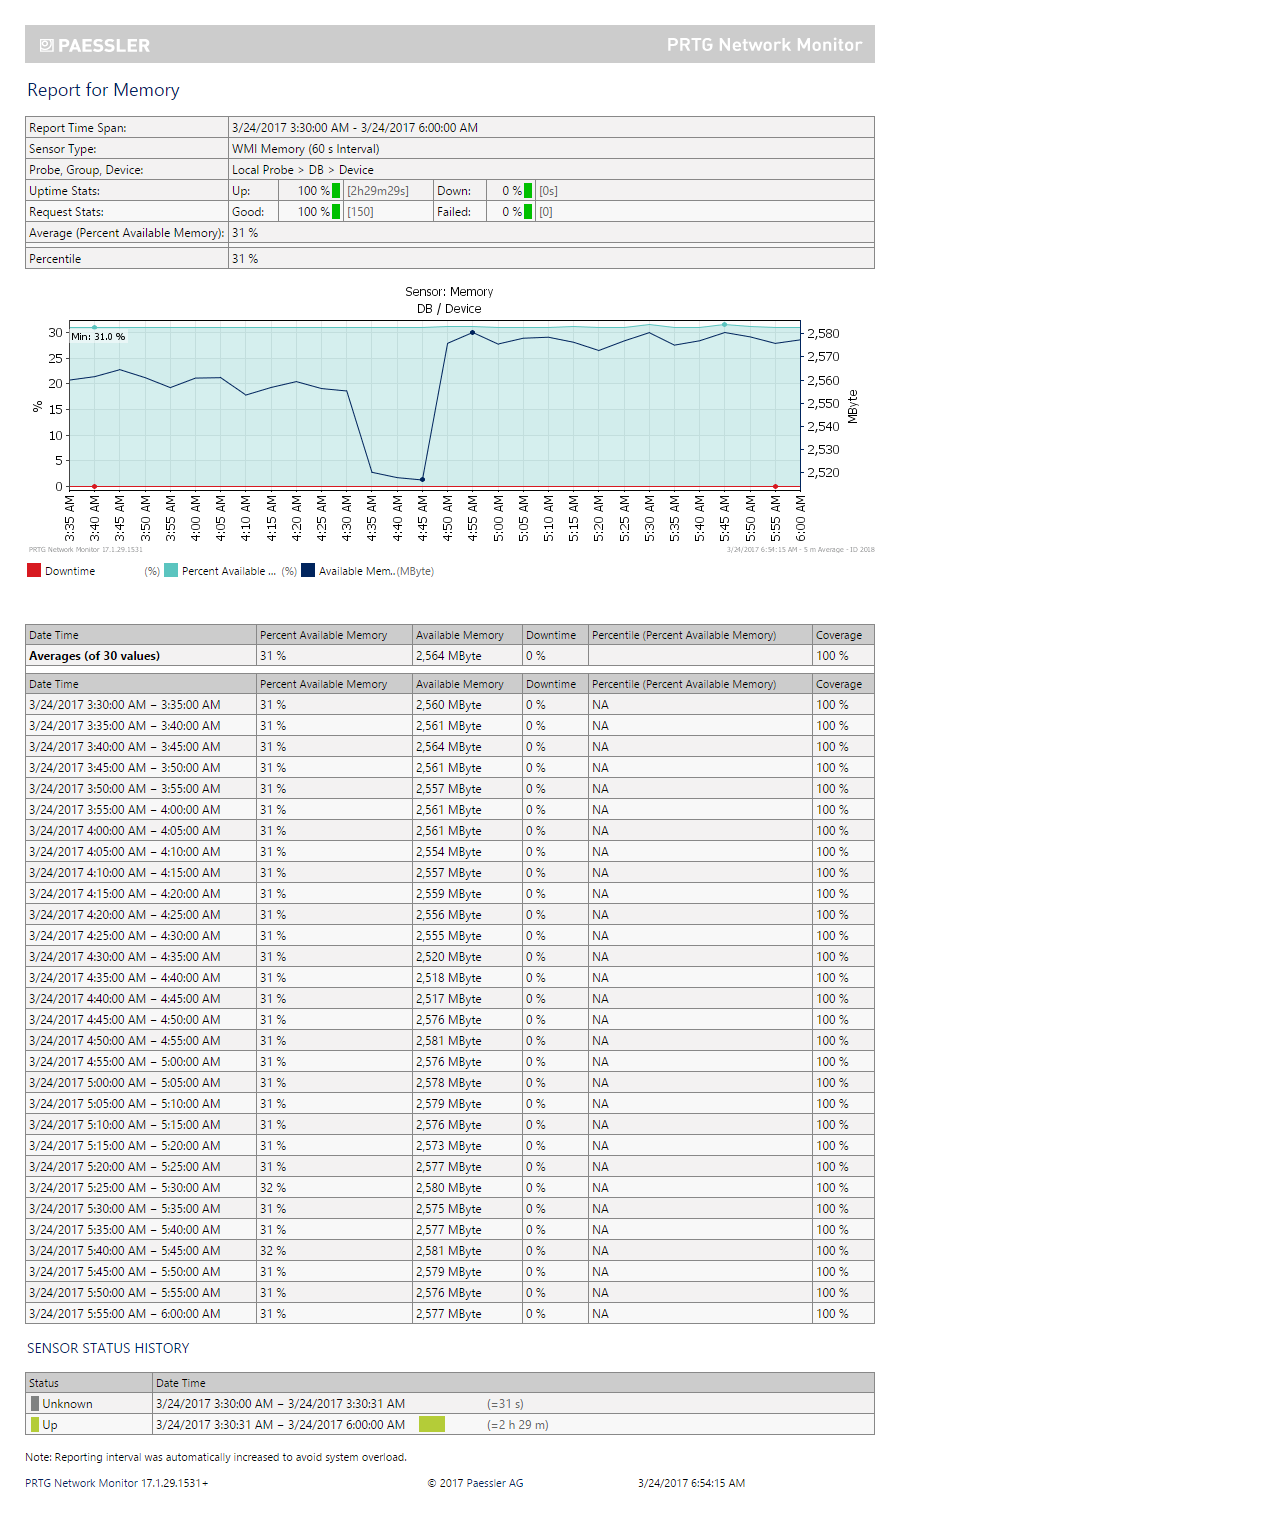 PAESSLER PRTG Network Monitor
Report for Memory
Report Time Span: 3/24/2017 3:30:00 AM - 3/24/2017 6:00:00 AM
Sensor Type: WMI Memory (60 s Interval)
Probe, Group, Device: Local Probe > DB > Device
Uptime Stats: Up: 100 % [2h29m29s] Down: 0 % [0s]
Request Stats: Good: 100 % [150] Failed: 0 % [0]
Average (Percent Available Memory): 31 %
Percentile 31 %
Sensor: Memory
DB / Device
Min: 31.0 %
30
25
20
15
10
5
0
%
2,580
2,570
2,560
2,550
2,540
2,530
2,520
MByte
3:35 AM 3:40 AM 3:45 AM 3:50 AM 3:55 AM 4:00 AM 4:05 AM 4:10 AM 4:15 AM 4:20 AM 4:25 AM 4:30 AM 4:35 AM 4:40 AM 4:45 AM 4:50 AM 4:55 AM 5:00 AM 5:05 AM 5:10 AM 5:15 AM 5:20 AM 5:25 AM 5:30 AM 5:35 AM 5:40 AM 5:45 AM 5:50 AM 5:55 AM 6:00 AM
PRTG Network Monitor 17.1.29.1531 3/24/2017 6:54:15 AM - 5 m Average - ID 2018
Downtime (%) Percent Available ... (%) Available Mem.. (MByte)
Date Time Percent Available Memory Available Memory Downtime Percentile (Percent Available Memory) Coverage
Averages (of 30 values) 31 % 2,564 MByte 0 % 100 %
Date Time Percent Available Memory Available Memory Downtime Percentile (Percent Available Memory) Coverage
3/24/2017 3:30:00 AM – 3:35:00 AM 31 % 2,560 MByte 0 % NA 100 %
3/24/2017 3:35:00 AM – 3:40:00 AM 31 % 2,561 MByte 0 % NA 100 %
3/24/2017 3:40:00 AM – 3:45:00 AM 31 % 2,564 MByte 0 % NA 100 %
3/24/2017 3:45:00 AM – 3:50:00 AM 31 % 2,561 MByte 0 % NA 100 %
3/24/2017 3:50:00 AM – 3:55:00 AM 31 % 2,557 MByte 0 % NA 100 %
3/24/2017 3:55:00 AM – 4:00:00 AM 31 % 2,561 MByte 0 % NA 100 %
3/24/2017 4:00:00 AM – 4:05:00 AM 31 % 2,561 MByte 0 % NA 100 %
3/24/2017 4:05:00 AM – 4:10:00 AM 31 % 2,554 MByte 0 % NA 100 %
3/24/2017 4:10:00 AM – 4:15:00 AM 31 % 2,557 MByte 0 % NA 100 %
3/24/2017 4:15:00 AM – 4:20:00 AM 31 % 2,559 MByte 0 % NA 100 %
3/24/2017 4:20:00 AM – 4:25:00 AM 31 % 2,556 MByte 0 % NA 100 %
3/24/2017 4:25:00 AM – 4:30:00 AM 31 % 2,555 MByte 0 % NA 100 %
3/24/2017 4:30:00 AM – 4:35:00 AM 31 % 2,520 MByte 0 % NA 100 %
3/24/2017 4:35:00 AM – 4:40:00 AM 31 % 2,518 MByte 0 % NA 100 %
3/24/2017 4:40:00 AM – 4:45:00 AM 31 % 2,517 MByte 0 % NA 100 %
3/24/2017 4:45:00 AM – 4:50:00 AM 31 % 2,576 MByte 0 % NA 100 %
3/24/2017 4:50:00 AM – 4:55:00 AM 31 % 2,581 MByte 0 % NA 100 %
3/24/2017 4:55:00 AM – 5:00:00 AM 31 % 2,576 MByte 0 % NA 100 %
3/24/2017 5:00:00 AM – 5:05:00 AM 31 % 2,578 MByte 0 % NA 100 %
3/24/2017 5:05:00 AM – 5:10:00 AM 31 % 2,579 MByte 0 % NA 100 %
3/24/2017 5:10:00 AM – 5:15:00 AM 31 % 2,576 MByte 0 % NA 100 %
3/24/2017 5:15:00 AM – 5:20:00 AM 31 % 2,573 MByte 0 % NA 100 %
3/24/2017 5:20:00 AM – 5:25:00 AM 31 % 2,577 MByte 0 % NA 100 %
3/24/2017 5:25:00 AM – 5:30:00 AM 32 % 2,580 MByte 0 % NA 100 %
3/24/2017 5:30:00 AM – 5:35:00 AM 31 % 2,575 MByte 0 % NA 100 %
3/24/2017 5:35:00 AM – 5:40:00 AM 31 % 2,577 MByte 0 % NA 100 %
3/24/2017 5:40:00 AM – 5:45:00 AM 32 % 2,581 MByte 0 % NA 100 %
3/24/2017 5:45:00 AM – 5:50:00 AM 31 % 2,579 MByte 0 % NA 100 %
3/24/2017 5:50:00 AM – 5:55:00 AM 31 % 2,576 MByte 0 % NA 100 %
3/24/2017 5:55:00 AM – 6:00:00 AM 31 % 2,577 MByte 0 % NA 100 %
SENSOR STATUS HISTORY
Status Date Time
Unknown 3/24/2017 3:30:00 AM – 3/24/2017 3:30:31 AM (=31 s)
Up 3/24/2017 3:30:31 AM – 3/24/2017 6:00:00 AM (=2 h 29 m)
Note: Reporting interval was automatically increased to avoid system overload.
PRTG Network Monitor 17.1.29.1531+ © 2017 Paessler AG 3/24/2017 6:54:15 AM